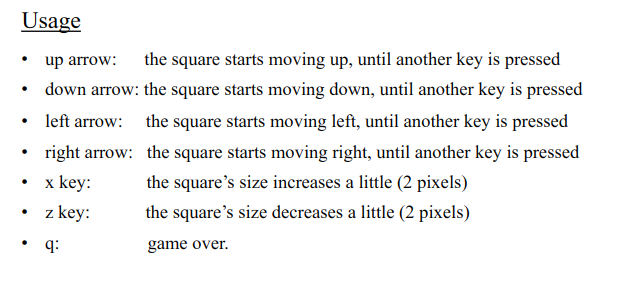 Usage
• up arrow: the square starts moving up, until another key is pressed
• down arrow: the square starts moving down, until another key is pressed
• left arrow: the square starts moving left, until another key is pressed
• right arrow: the square starts moving right, until another key is pressed
• x key: the square’s size increases a little (2 pixels)
• z key: the square’s size decreases a little (2 pixels)
• q: game over.